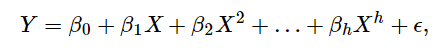 Y = β₀ + β₁X + β₂X² + … + βₕXʰ + ϵ,